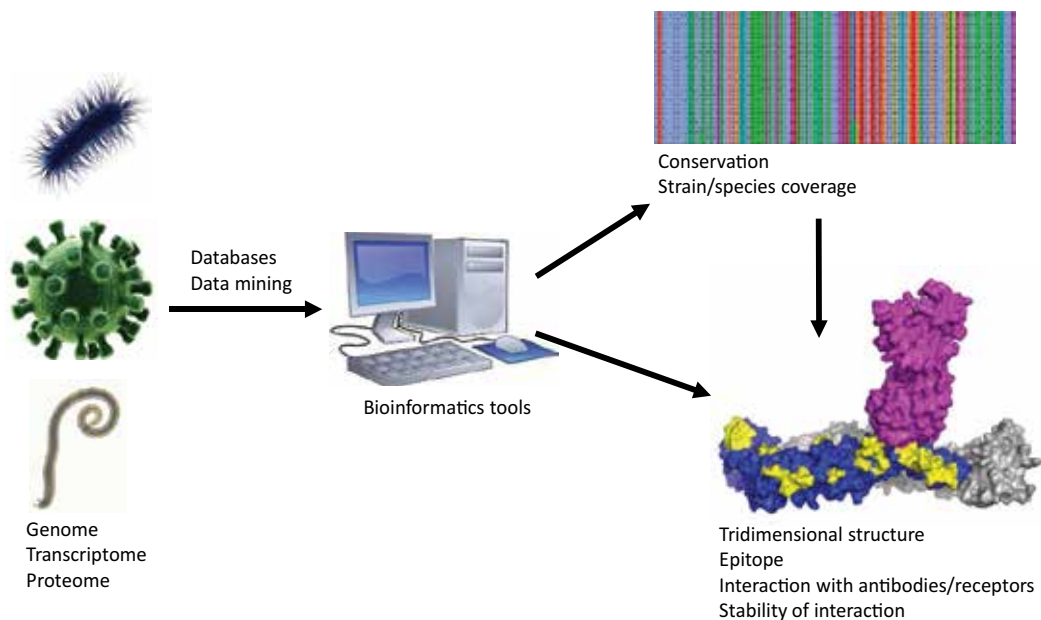 Conservation
Strain/species coverage
Databases
Data mining
Bioinformatics tools
Genome
Transcriptome
Proteome
Tridimensional structure
Epitope
Interaction with antibodies/receptors
Stability of interaction